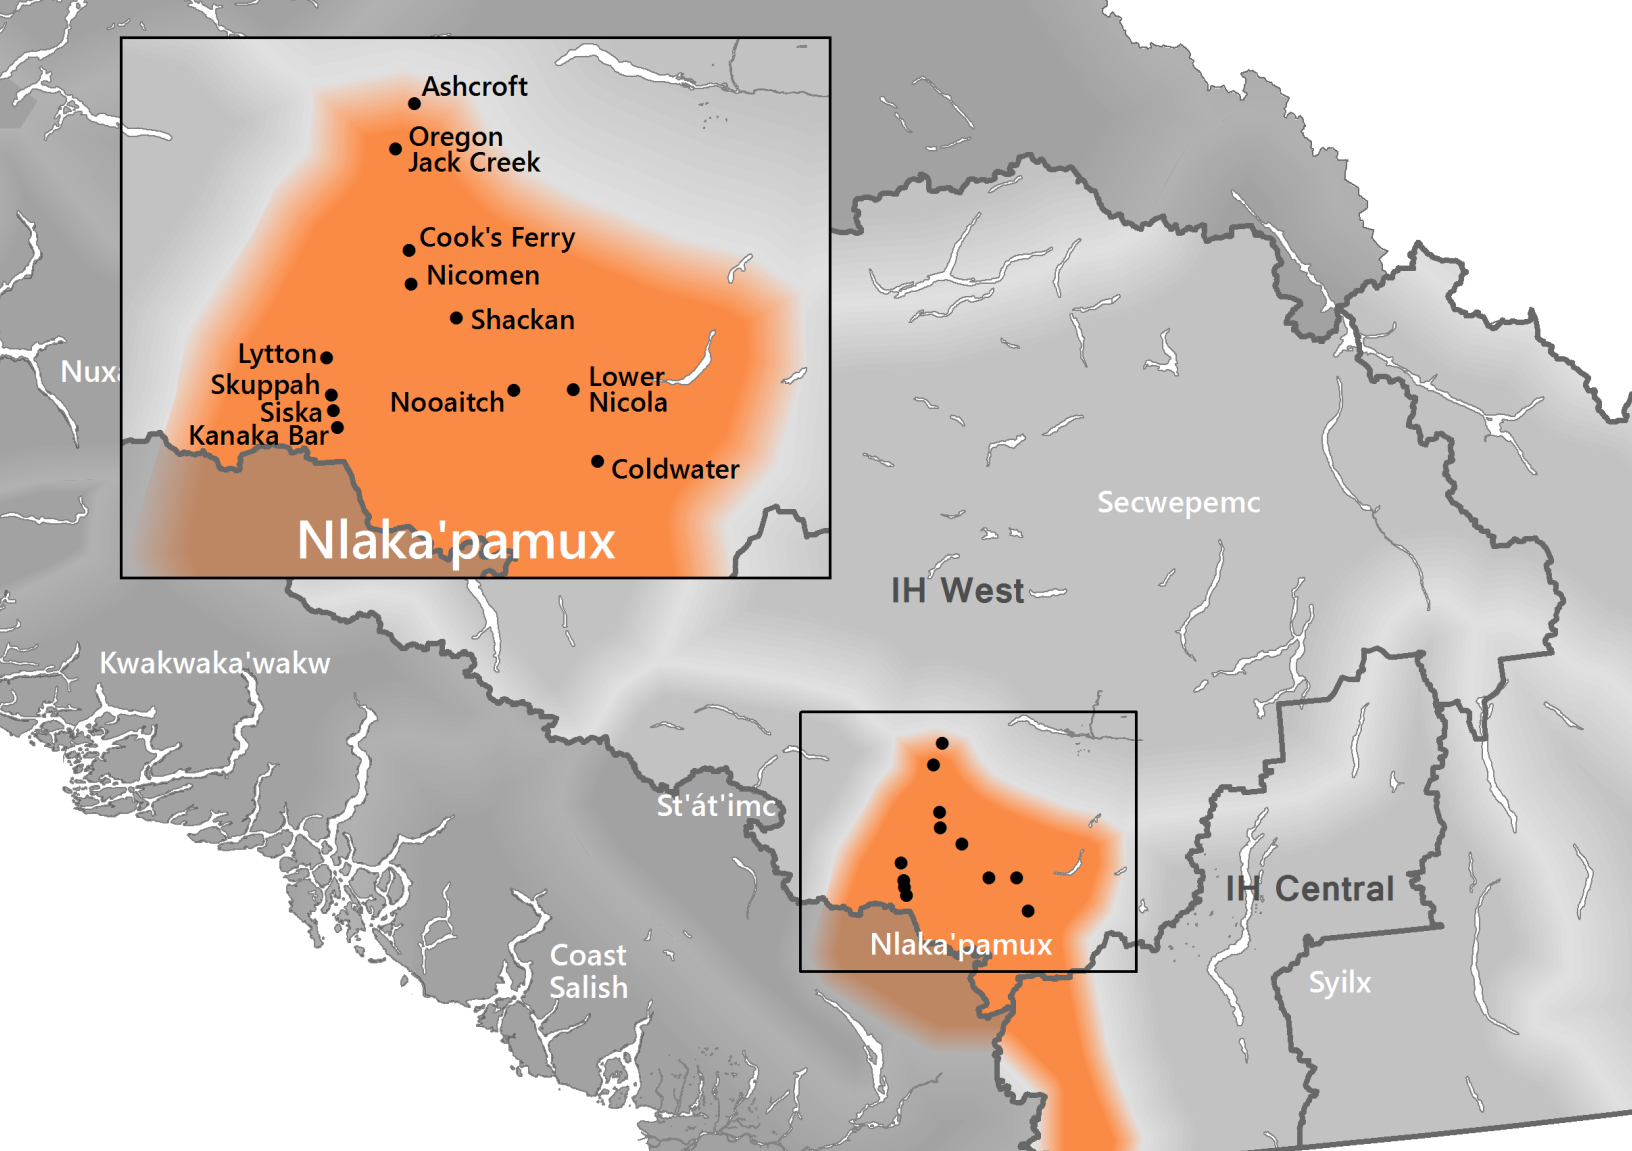 Ashcroft
Oregon
Jack Creek
Cook's Ferry
Nicomen
Shackan
Lytton
Skuppah
Siska
Kanaka Bar
Nooaitch
Lower
Nicola
Coldwater
Nlaka'pamux
Nuxa
Secwepemc
IH West
Kwakwaka'wakw
St'át'imc
IH Central
Nlaka'pamux
Coast
Salish
Syilx